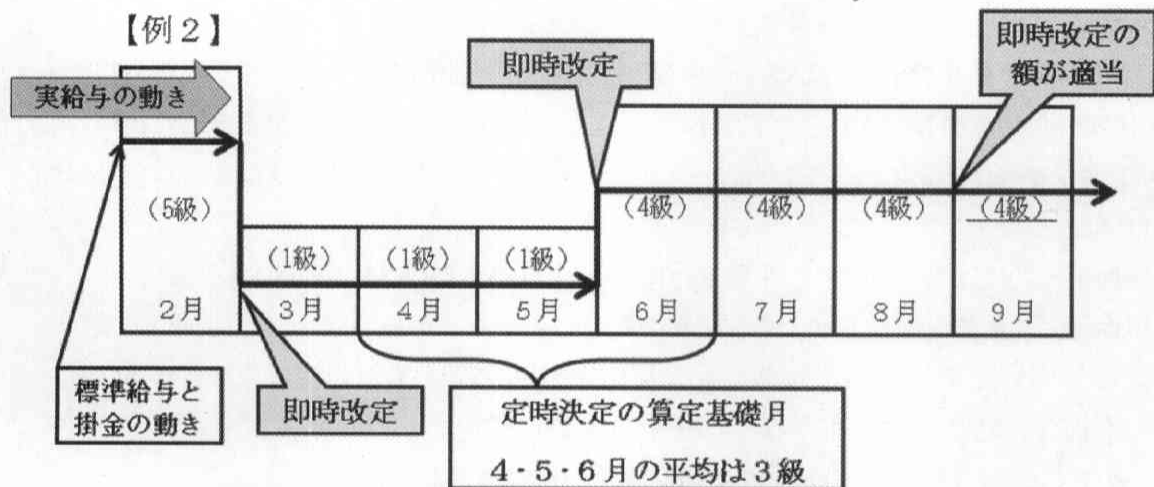 【例２】
実給与の動き
即時改定
即時改定の
額が適当
（5級）
（1級）
（1級）
（1級）
（4級）
（4級）
（4級）
（4級）
２月
３月
４月
５月
６月
７月
８月
９月
標準給与と
掛金の動き
即時改定
定時決定の算定基礎月
４・５・６月の平均は３級